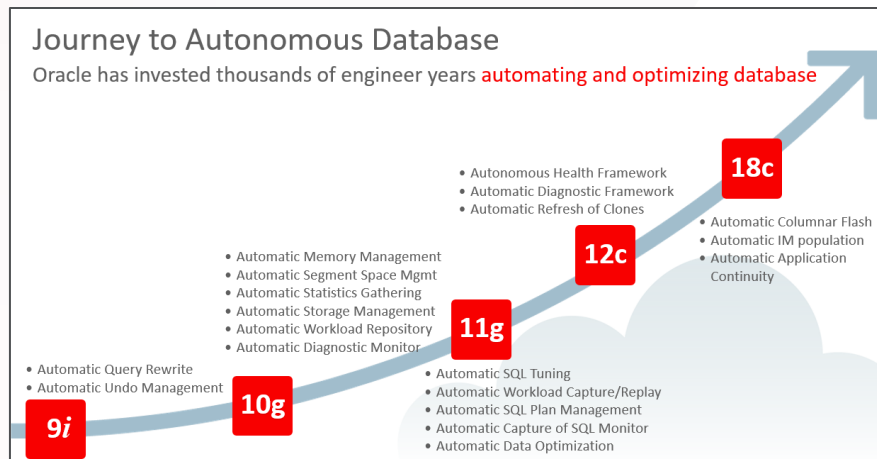 Journey to Autonomous Database
Oracle has invested thousands of engineer years automating and optimizing database
• Automatic Query Rewrite
• Automatic Undo Management
9i
• Automatic Memory Management
• Automatic Segment Space Mgmt
• Automatic Statistics Gathering
• Automatic Storage Management
• Automatic Workload Repository
• Automatic Diagnostic Monitor
10g
11g
• Automatic SQL Tuning
• Automatic Workload Capture/Replay
• Automatic SQL Plan Management
• Automatic Capture of SQL Monitor
• Automatic Data Optimization
• Autonomous Health Framework
• Automatic Diagnostic Framework
• Automatic Refresh of Clones
12c
18c
• Automatic Columnar Flash
• Automatic IM population
• Automatic Application
Continuity